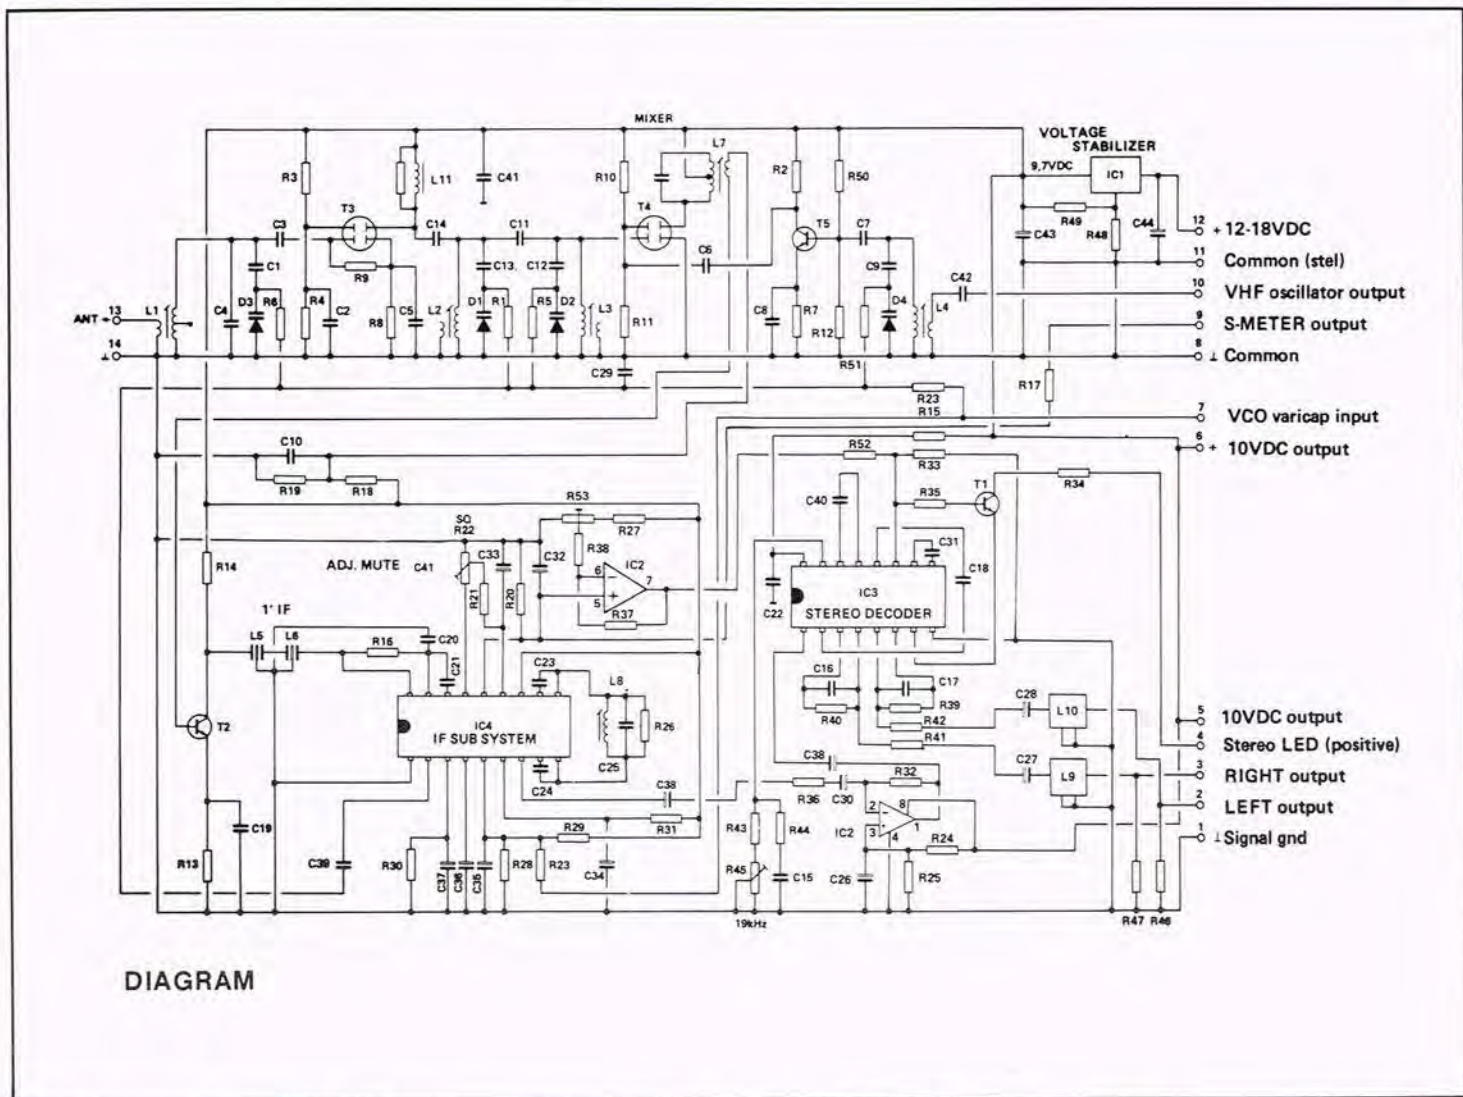 MIXER
VOLTAGE
STABILIZER
9,7VDC
IC1
R3
L11
C41
R10
L7
R2
R50
R49
R48
C44
C43
12
+ 12-18VDC
11
Common (stel)
10
VHF oscillator output
9
S-METER output
8
⊥ Common
C3
T3
C14
C11
T4
C6
T5
C7
C9
C42
C1
R9
C13
C12
D3
R6
R4
C2
R8
C5
L2
D1
R1
R5
D2
L3
R11
C8
R7
R12
D4
L4
ANT
13
L1
C4
14
⊥
C29
R51
R23
R15
R17
7
VCO varicap input
6
+ 10VDC output
C10
R19
R18
R52
R33
R34
T1
R35
C40
R53
R27
SQ
R22
C33
C32
R38
IC2
R14
ADJ. MUTE
C41
R21
R20
6
5
7
R37
C31
C18
IC3
STEREO DECODER
C22
1' IF
L5
L6
R16
C20
C21
C23
L8
R26
C25
T2
IC4
IF SUB SYSTEM
C24
C16
R40
C17
R39
R42
R41
C28
L10
C27
L9
5
10VDC output
4
Stereo LED (positive)
3
RIGHT output
2
LEFT output
1
⊥ Signal gnd
C38
R36
C30
R32
C38
IC2
2
3
8
4
1
R24
R25
C26
C19
R13
C39
R30
C37
C36
C35
R28
R23
R29
R31
C34
R43
R44
R45
C15
19kHz
R47
R46
DIAGRAM